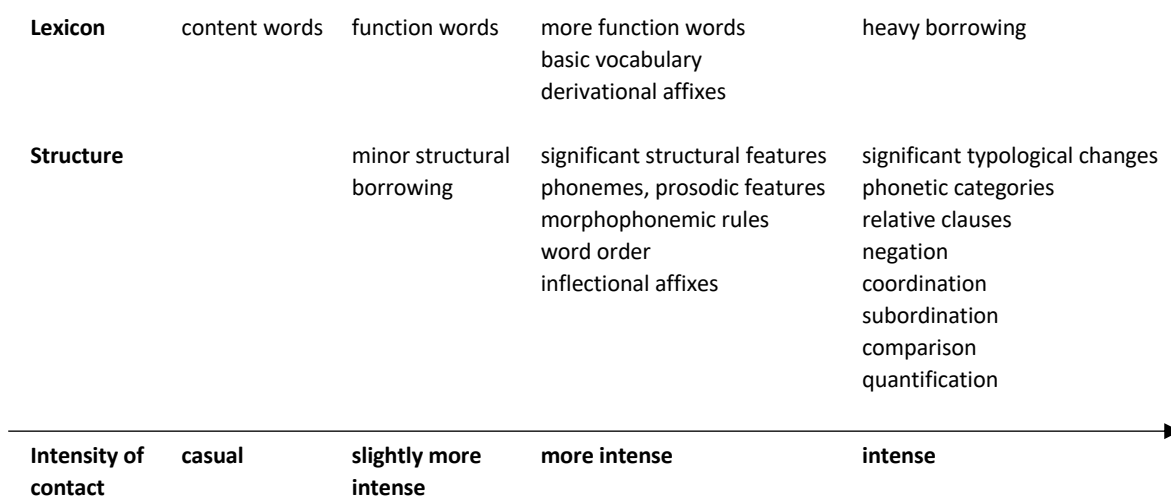 Lexicon content words function words more function words heavy borrowing
basic vocabulary
derivational affixes
Structure minor structural significant structural features significant typological changes
borrowing phonemes, prosodic features phonetic categories
morphophonemic rules relative clauses
word order negation
inflectional affixes coordination
subordination
comparison
quantification
Intensity of casual slightly more more intense intense
contact intense